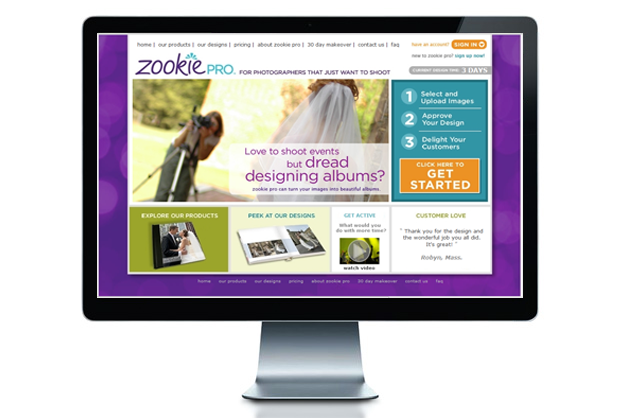 home | our products | our designs | pricing | about zookie pro | 30 day makeover | contact us | faq
have an account? SIGN IN
new to zookie pro? sign up now!
zookie PRO. FOR PHOTOGRAPHERS THAT JUST WANT TO SHOOT
CURRENT DESIGN TIME: 3 DAYS
1 Select and
Upload Images
2 Approve
Your Design
3 Delight Your
Customers
CLICK HERE TO
GET
STARTED
Love to shoot events
but dread
designing albums?
zookie pro can turn your images into beautiful albums.
EXPLORE OUR PRODUCTS
PEEK AT OUR DESIGNS
GET ACTIVE
What would you
do with more time?
watch video
CUSTOMER LOVE
" Thank you for the design and
the wonderful job you all did.
It's great! "
Robyn, Mass.
home our products our designs pricing about zookie pro 30 day makeover contact us faq